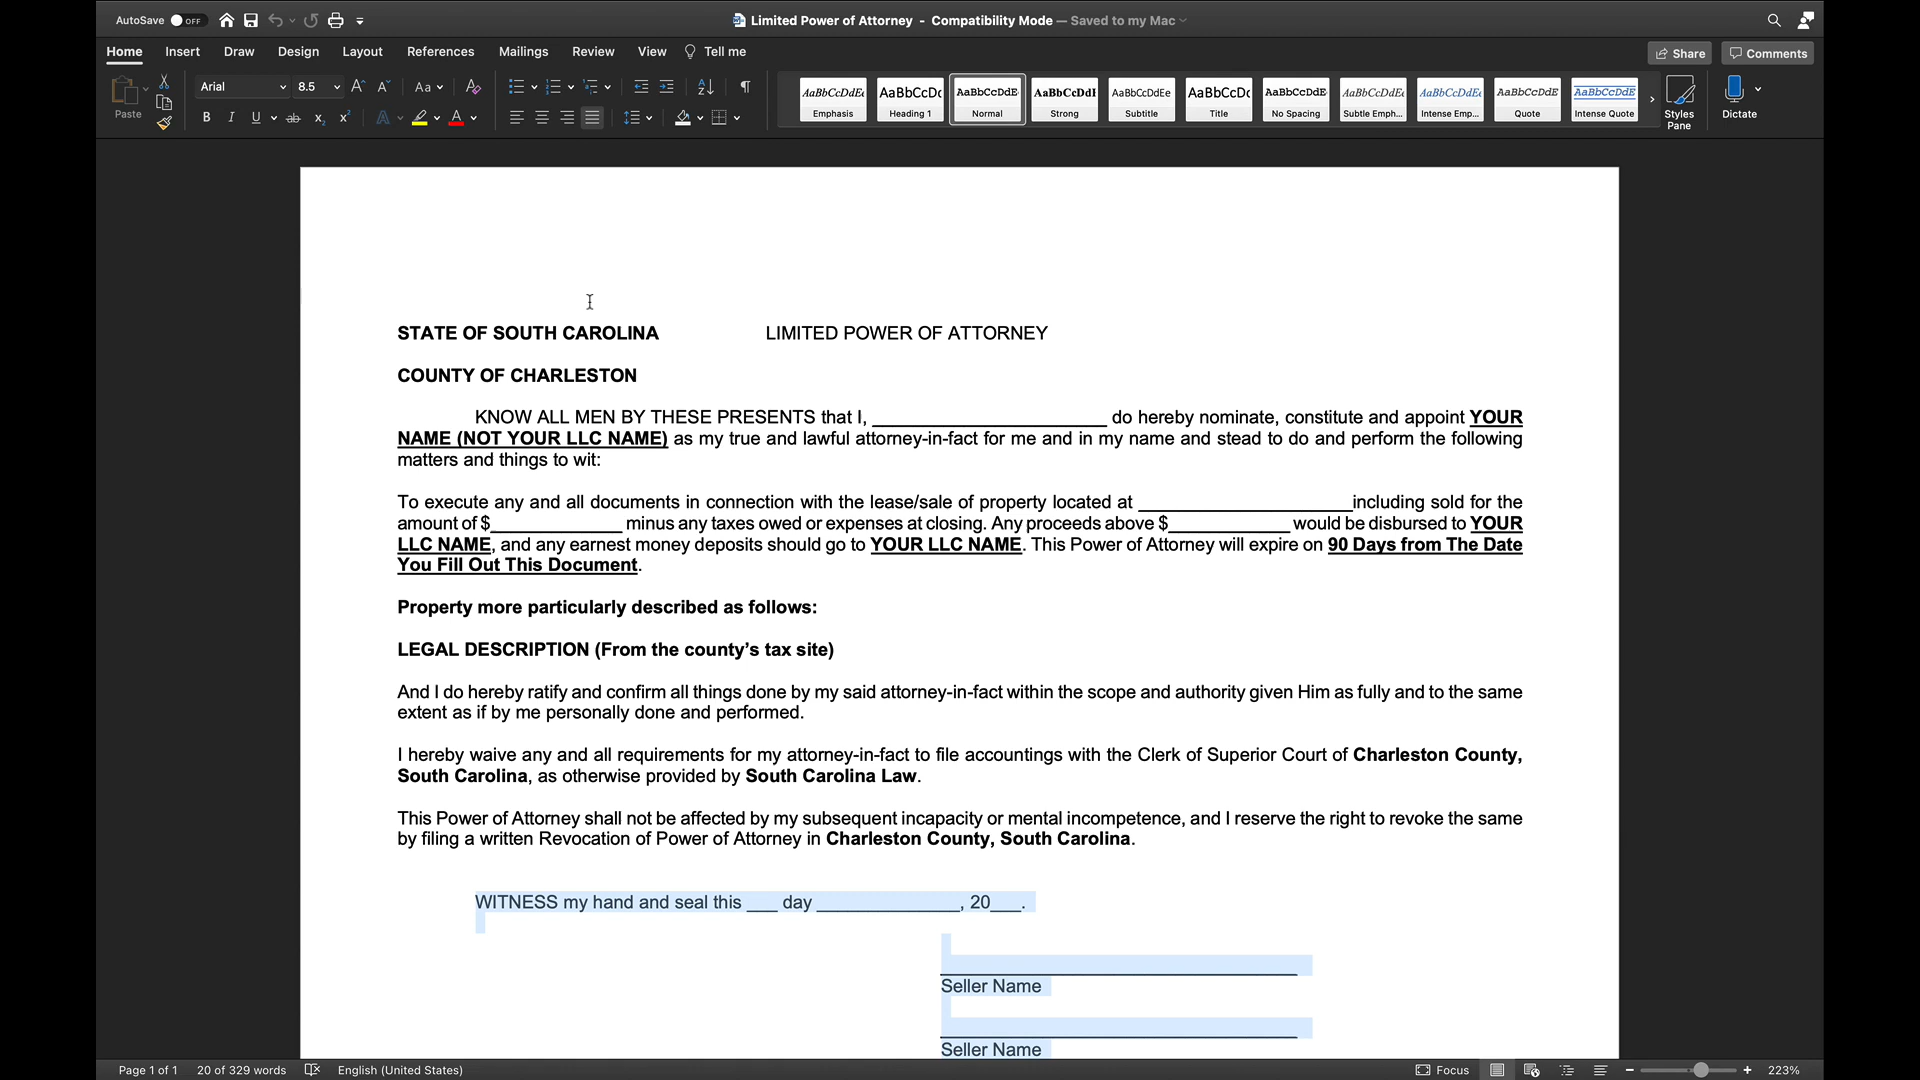 AutoSave OFF
Limited Power of Attorney - Compatibility Mode — Saved to my Mac
Home Insert Draw Design Layout References Mailings Review View Tell me
Share Comments
Paste
Arial 8.5
AaBbCcDdEe Emphasis
AaBbCcDc Heading 1
AaBbCcDdE Normal
AaBbCcDdI Strong
AaBbCcDdEe Subtitle
AaBbCcDc Title
AaBbCcDdE No Spacing
AaBbCcDdEe Subtle Emph...
AaBbCcDdEe Intense Emp...
AaBbCcDdE Quote
AaBbCcDdE Intense Quote
Styles Pane
Dictate
STATE OF SOUTH CAROLINA LIMITED POWER OF ATTORNEY
COUNTY OF CHARLESTON
KNOW ALL MEN BY THESE PRESENTS that I, _______________________ do hereby nominate, constitute and appoint YOUR
NAME (NOT YOUR LLC NAME) as my true and lawful attorney-in-fact for me and in my name and stead to do and perform the following
matters and things to wit:
To execute any and all documents in connection with the lease/sale of property located at _____________________including sold for the
amount of $_____________ minus any taxes owed or expenses at closing. Any proceeds above $____________ would be disbursed to YOUR
LLC NAME, and any earnest money deposits should go to YOUR LLC NAME. This Power of Attorney will expire on 90 Days from The Date
You Fill Out This Document.
Property more particularly described as follows:
LEGAL DESCRIPTION (From the county’s tax site)
And I do hereby ratify and confirm all things done by my said attorney-in-fact within the scope and authority given Him as fully and to the same
extent as if by me personally done and performed.
I hereby waive any and all requirements for my attorney-in-fact to file accountings with the Clerk of Superior Court of Charleston County,
South Carolina, as otherwise provided by South Carolina Law.
This Power of Attorney shall not be affected by my subsequent incapacity or mental incompetence, and I reserve the right to revoke the same
by filing a written Revocation of Power of Attorney in Charleston County, South Carolina.
WITNESS my hand and seal this ___ day ______________, 20___.
___________________________________
Seller Name
___________________________________
Seller Name
Page 1 of 1 20 of 329 words English (United States) Focus 223%